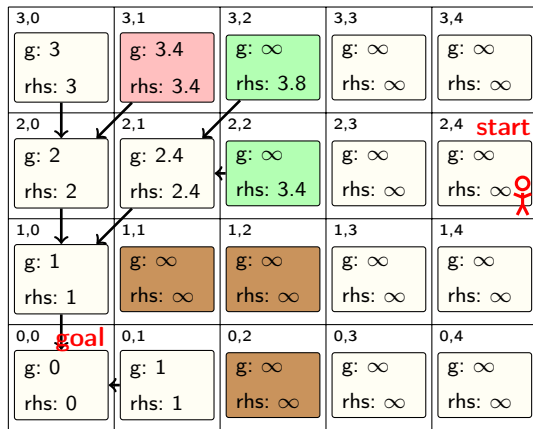 3,0 3,1 3,2 3,3 3,4
g: 3 g: 3.4 g: ∞ g: ∞ g: ∞
rhs: 3 rhs: 3.4 rhs: 3.8 rhs: ∞ rhs: ∞
2,0 2,1 2,2 2,3 2,4 start
g: 2 g: 2.4 g: ∞ g: ∞ g: ∞
rhs: 2 rhs: 2.4 rhs: 3.4 rhs: ∞ rhs: ∞
1,0 1,1 1,2 1,3 1,4
g: 1 g: ∞ g: ∞ g: ∞ g: ∞
rhs: 1 rhs: ∞ rhs: ∞ rhs: ∞ rhs: ∞
0,0 goal 0,1 0,2 0,3 0,4
g: 0 g: 1 g: ∞ g: ∞ g: ∞
rhs: 0 rhs: 1 rhs: ∞ rhs: ∞ rhs: ∞